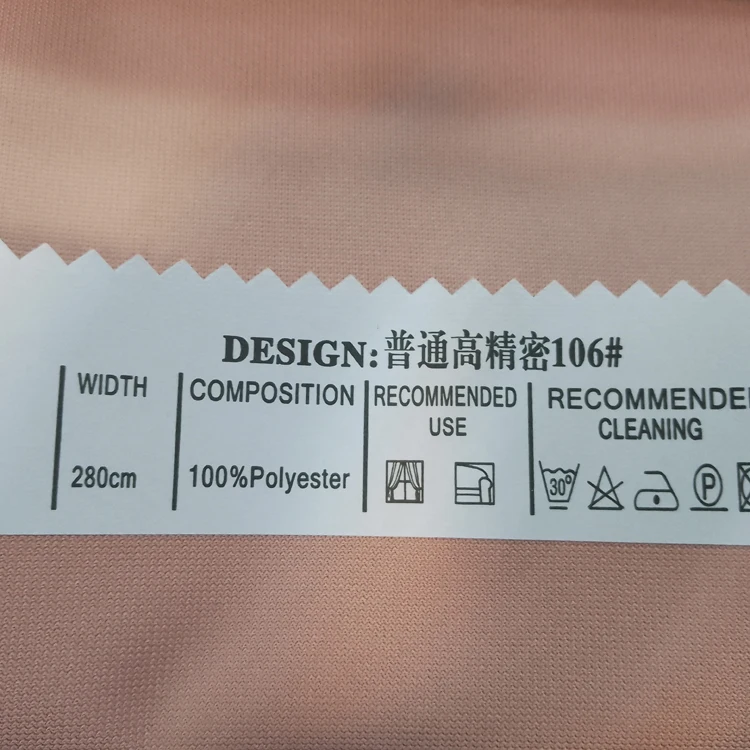 DESIGN:普通高精密106#
WIDTH
COMPOSITION
RECOMMENDED
USE
RECOMMENDE
CLEANING
280cm
100%Polyester
30°
P